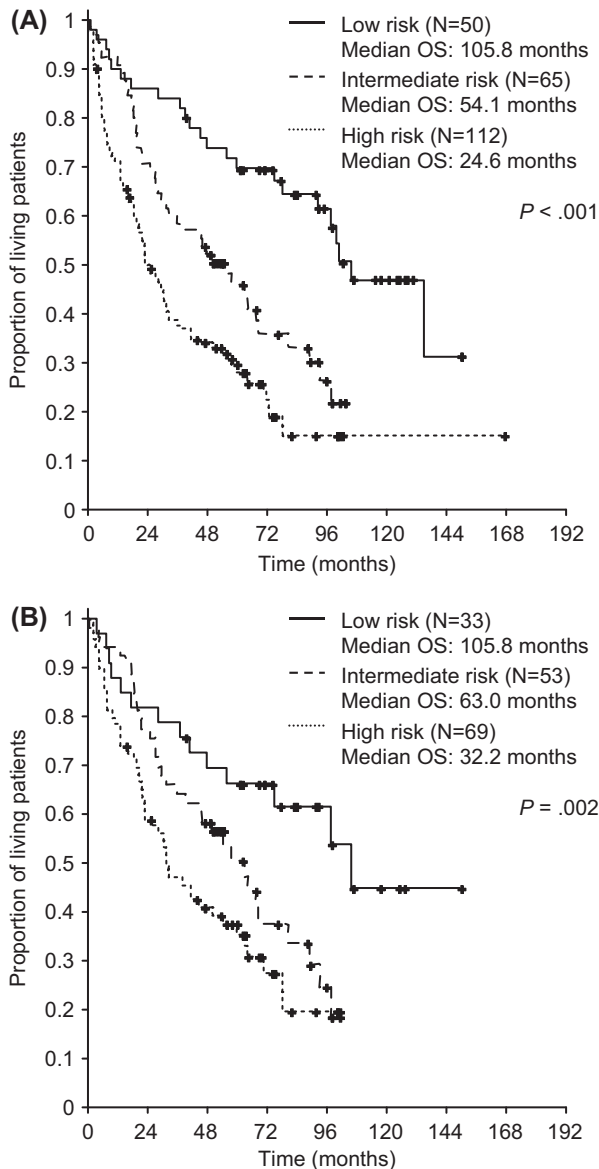 (A)
Low risk (N=50)
Median OS: 105.8 months
Intermediate risk (N=65)
Median OS: 54.1 months
High risk (N=112)
Median OS: 24.6 months
P < .001
Proportion of living patients
1
0.9
0.8
0.7
0.6
0.5
0.4
0.3
0.2
0.1
0
0 24 48 72 96 120 144 168 192
Time (months)
(B)
Low risk (N=33)
Median OS: 105.8 months
Intermediate risk (N=53)
Median OS: 63.0 months
High risk (N=69)
Median OS: 32.2 months
P = .002
Proportion of living patients
1
0.9
0.8
0.7
0.6
0.5
0.4
0.3
0.2
0.1
0
0 24 48 72 96 120 144 168 192
Time (months)